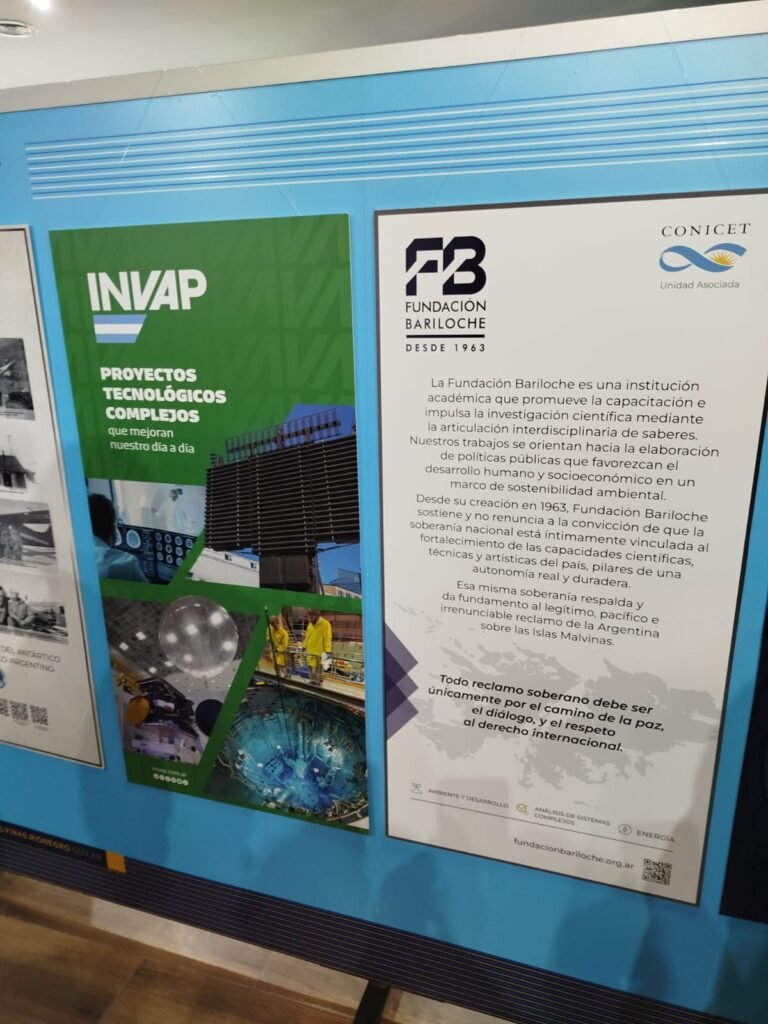 INVAP
PROYECTOS
TECNOLÓGICOS
COMPLEJOS
que mejoran
nuestro día a día
invap.com.ar
FB
FUNDACIÓN
BARILOCHE
DESDE 1963
CONICET
Unidad Asociada
La Fundación Bariloche es una institución
académica que promueve la capacitación e
impulsa la investigación científica mediante
la articulación interdisciplinaria de saberes.
Nuestros trabajos se orientan hacia la elaboración
de políticas públicas que favorezcan el
desarrollo humano y socioeconómico en un
marco de sostenibilidad ambiental.
Desde su creación en 1963, Fundación Bariloche
sostiene y no renuncia a la convicción de que la
soberanía nacional está íntimamente vinculada al
fortalecimiento de las capacidades científicas,
técnicas y artísticas del país, pilares de una
autonomía real y duradera.
Esa misma soberanía respalda y
da fundamento al legítimo, pacífico e
irrenunciable reclamo de la Argentina
sobre las Islas Malvinas.
Todo reclamo soberano debe ser
únicamente por el camino de la paz,
el diálogo, y el respeto
al derecho internacional.
AMBIENTE Y DESARROLLO
ANÁLISIS DE SISTEMAS
COMPLEJOS
ENERGÍA
fundacionbariloche.org.ar
DEL ANTÁRTICO
ARGENTINO
LVINAS.RIONEGRO.GOV.AR